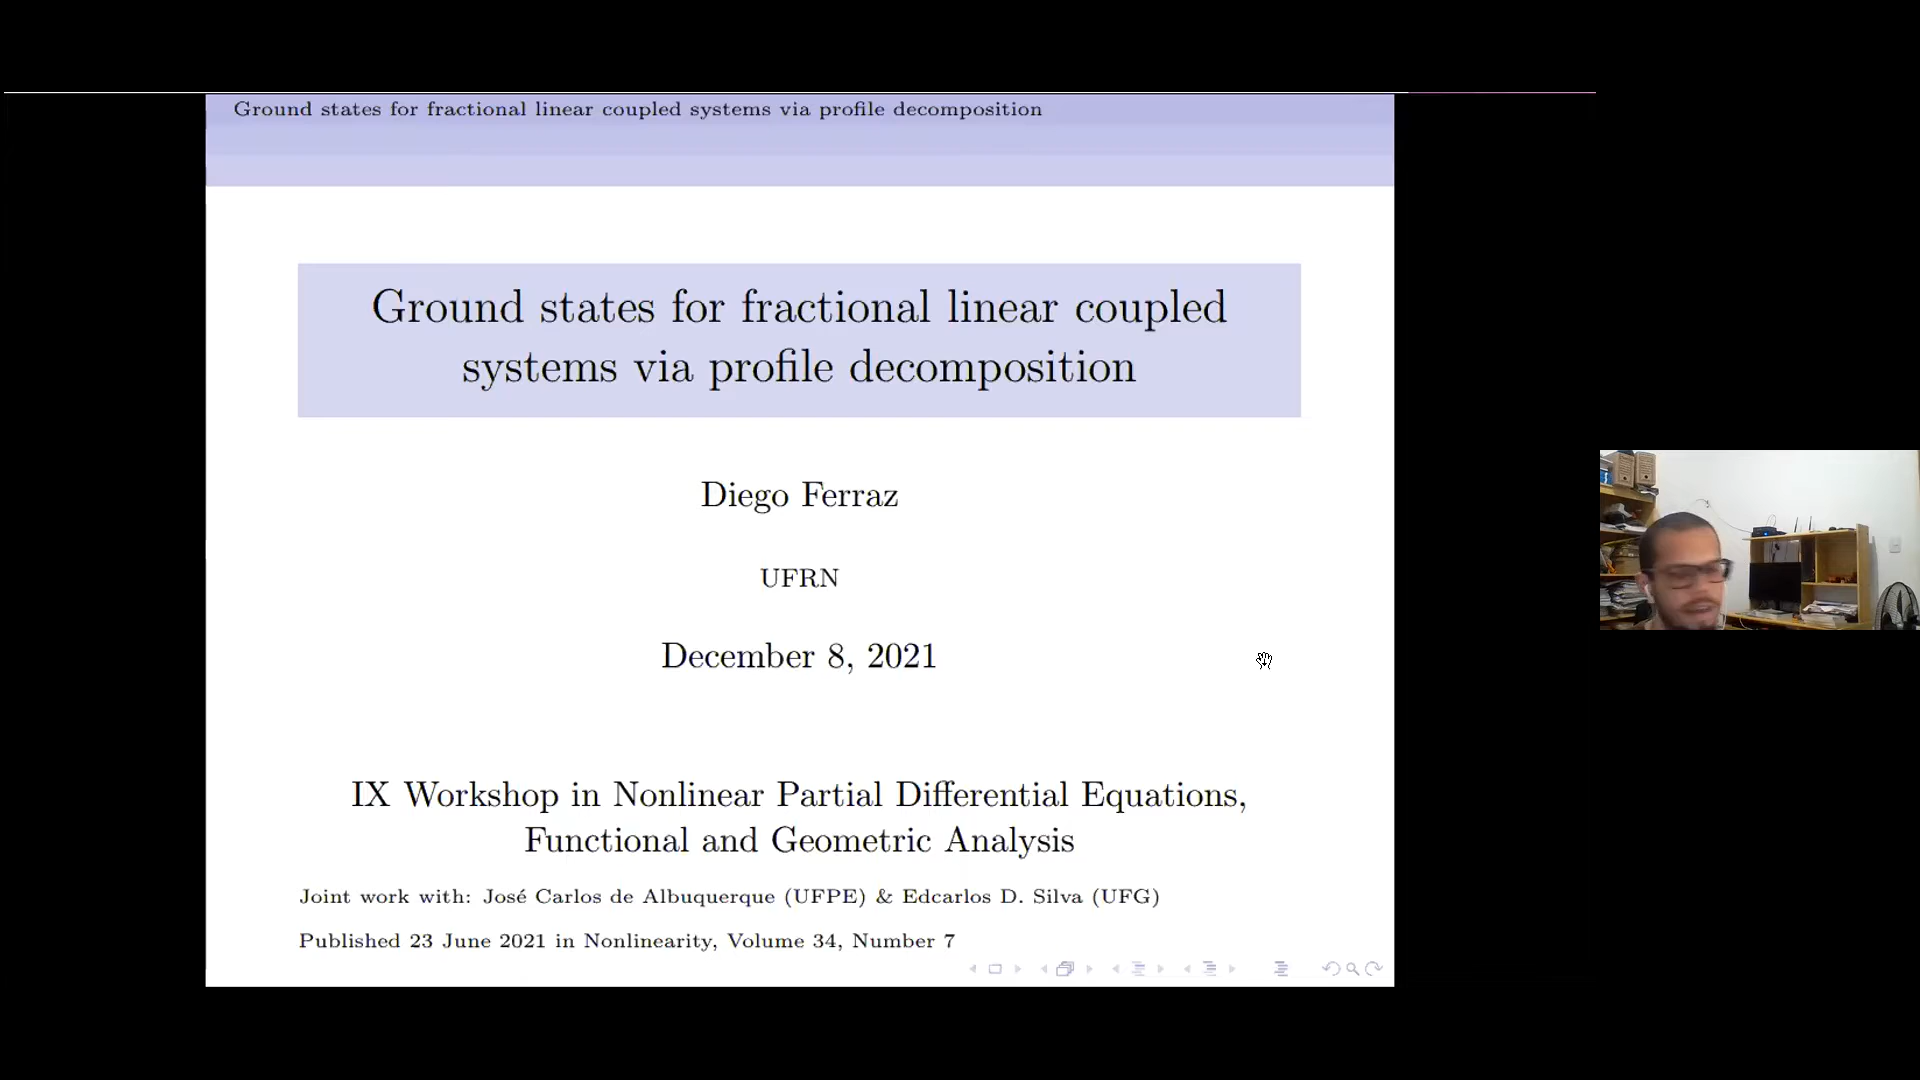 Ground states for fractional linear coupled systems via profile decomposition
Ground states for fractional linear coupled
systems via profile decomposition
Diego Ferraz
UFRN
December 8, 2021
IX Workshop in Nonlinear Partial Differential Equations,
Functional and Geometric Analysis
Joint work with: José Carlos de Albuquerque (UFPE) & Edcarlos D. Silva (UFG)
Published 23 June 2021 in Nonlinearity, Volume 34, Number 7